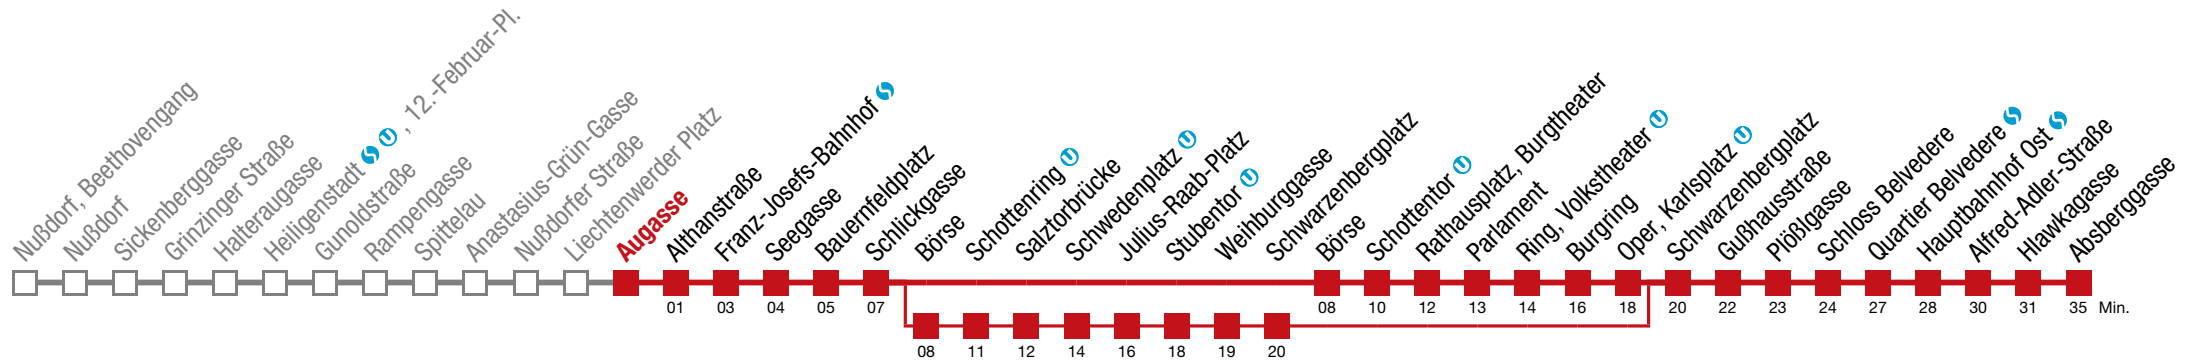 Nußdorf, Beethovengang
Nußdorf
Sickenberggasse
Grinzinger Straße
Halteraugasse
Heiligenstadt S U , 12.-Februar-Pl.
Gunoldstraße
Rampengasse
Spittelau
Anastasius-Grün-Gasse
Nußdorfer Straße
Liechtenwerder Platz
Augasse
Althanstraße
Franz-Josefs-Bahnhof S
Seegasse
Bauernfeldplatz
Schlickgasse
Börse
Schottenring U
Salztorbrücke
Schwedenplatz U
Julius-Raab-Platz
Stubentor U
Weihburggasse
Schwarzenbergplatz
Börse
Schottentor U
Rathausplatz, Burgtheater
Parlament
Ring, Volkstheater U
Burgring
Oper, Karlsplatz U
Schwarzenbergplatz
Gußhausstraße
Plößlgasse
Schloss Belvedere
Quartier Belvedere S
Hauptbahnhof Ost S
Alfred-Adler-Straße
Hlawkagasse
Absberggasse
01 03 04 05 07 08 10 12 13 14 16 18 20 22 23 24 27 28 30 31 35 Min.
08 11 12 14 16 18 19 20